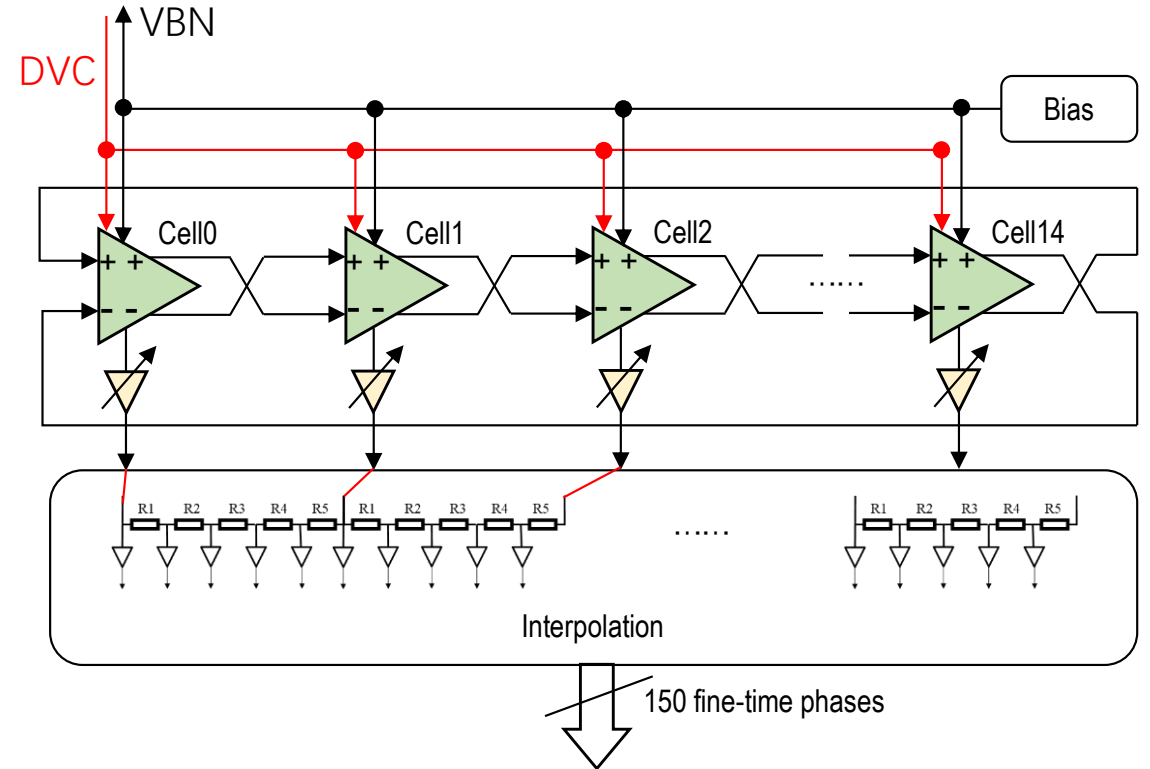 VBN
DVC
Bias
Cell0
Cell1
Cell2
Cell14
+ +
+ +
+ +
+ +
- -
- -
- -
- -
......
R1 R2 R3 R4 R5 R1 R2 R3 R4 R5
......
R1 R2 R3 R4 R5
Interpolation
150 fine-time phases